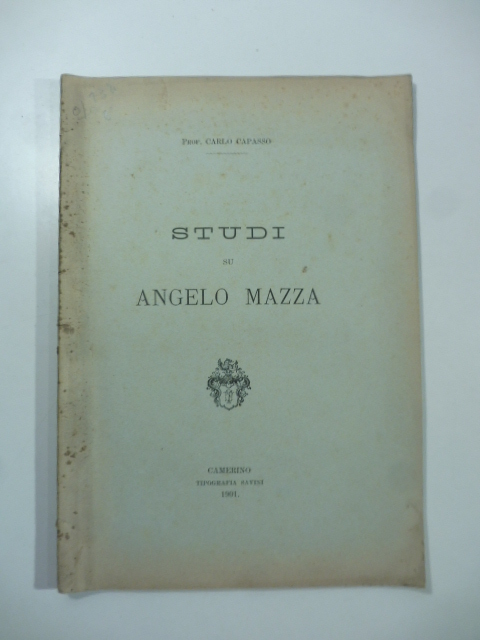 Prof. CARLO CAPASSO
STUDI
SU
ANGELO MAZZA
CAMERINO
TIPOGRAFIA SAVINI
1901.